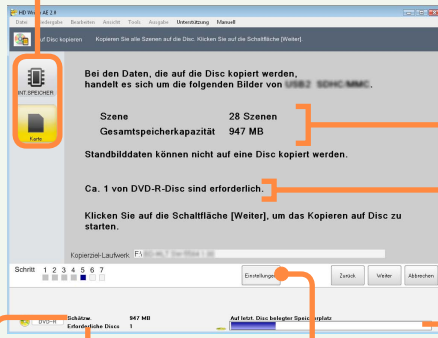 HD Writer AE 2.0
Datei Wiedergabe Bearbeiten Ansicht Tools Ausgabe Unterstützung Manuell
Auf Disc kopieren Kopieren Sie alle Szenen auf die Disc. Klicken Sie auf die Schaltfläche [Weiter].
INT.SPEICHER
Karte
Bei den Daten, die auf die Disc kopiert werden,
handelt es sich um die folgenden Bilder von USB2 SDHC/MMC.
Szene 28 Szenen
Gesamtspeicherkapazität 947 MB
Standbilddaten können nicht auf eine Disc kopiert werden.
Ca. 1 von DVD-R-Disc sind erforderlich.
Klicken Sie auf die Schaltfläche [Weiter], um das Kopieren auf Disc zu
starten.
Kopierziel-Laufwerk F:\
Schritt 1 2 3 4 5 6 7
Einstellungen Zurück Weiter Abbrechen
DVD-R
Schätzw. 947 MB
Erforderliche Discs 1
Auf letzt. Disc belegter Speicherplatz